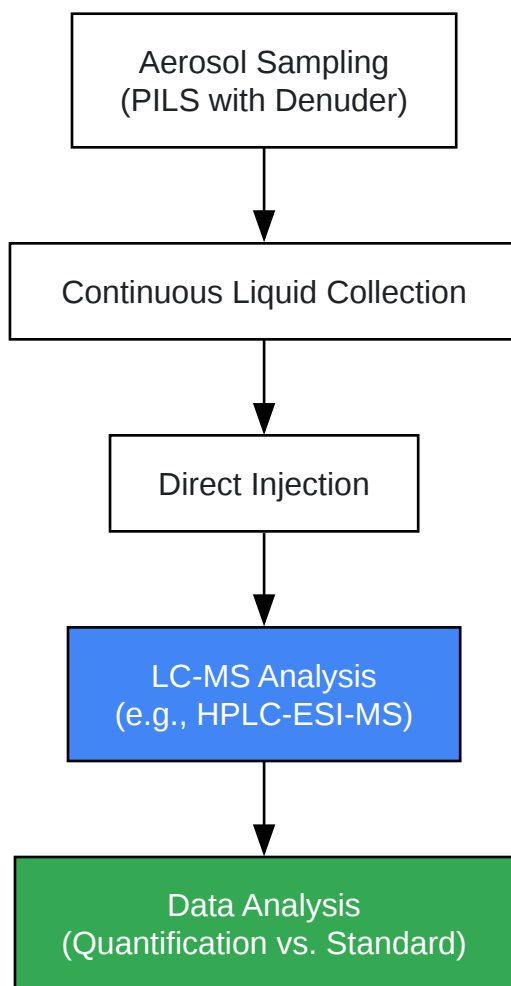 Aerosol Sampling
(PILS with Denuder)
Continuous Liquid Collection
Direct Injection
LC-MS Analysis
(e.g., HPLC-ESI-MS)
Data Analysis
(Quantification vs. Standard)